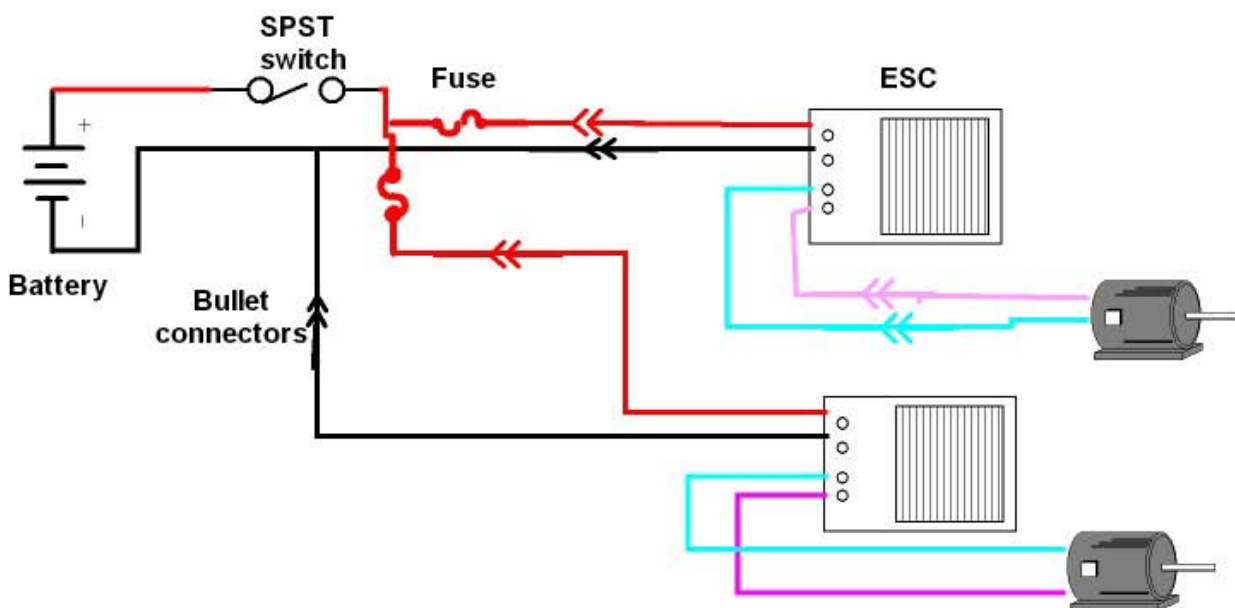 SPST
switch
Fuse
ESC
+
-
Battery
Bullet
connectors